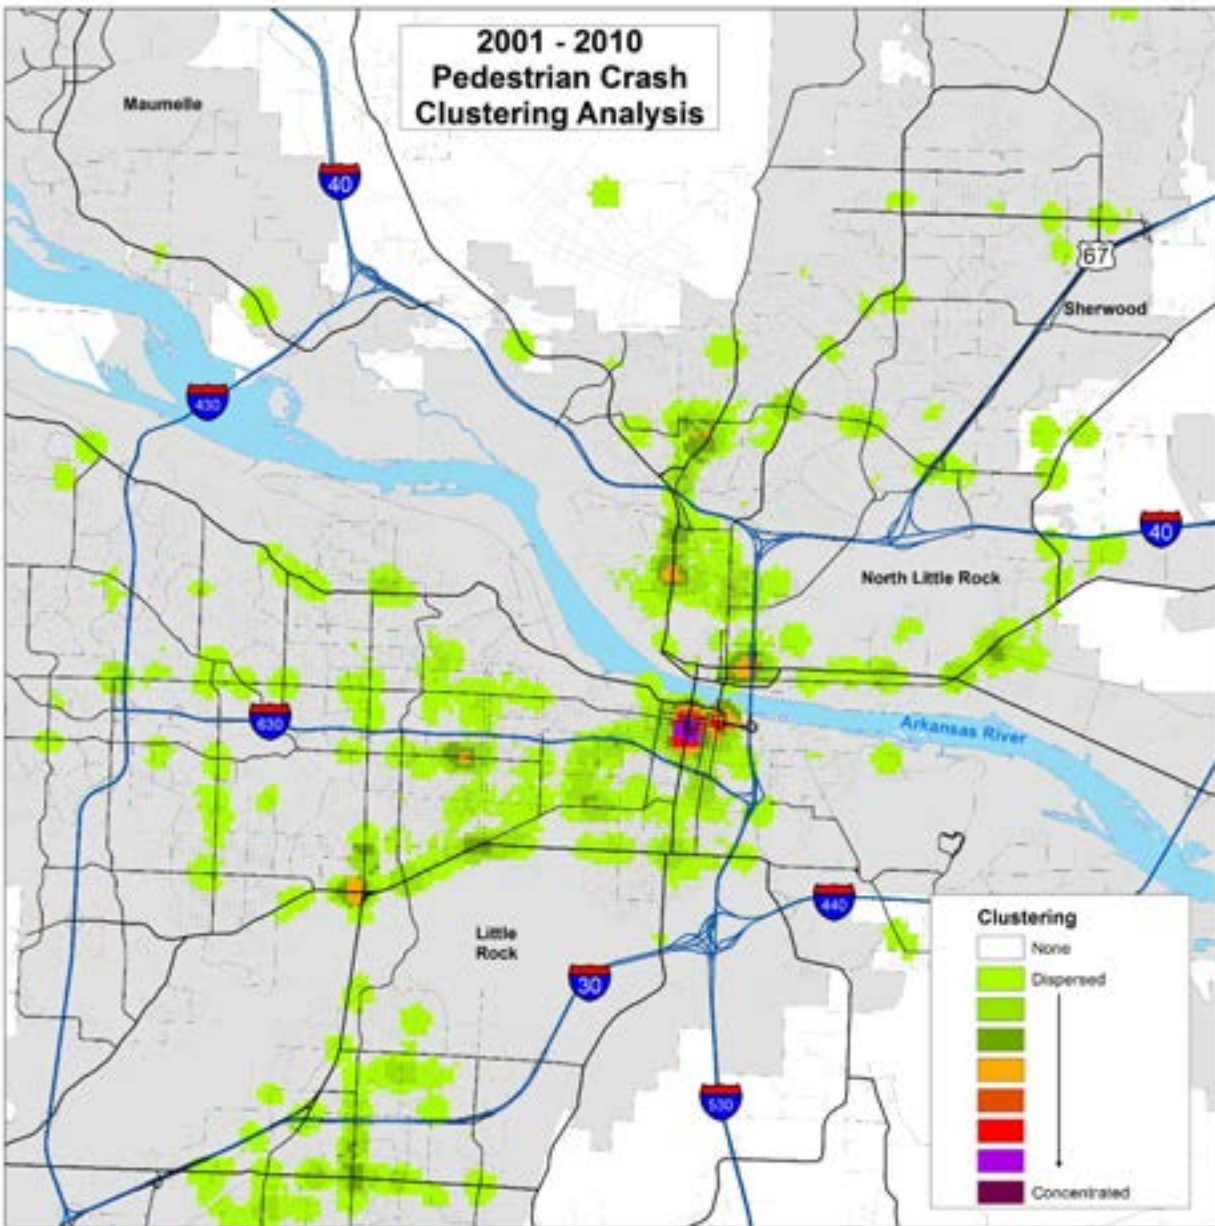 2001 - 2010
Pedestrian Crash
Clustering Analysis
Maumelle
40
67
Sherwood
430
40
North Little Rock
630
Arkansas River
440
Little
Rock
30
530
Clustering
None
Dispersed
Concentrated